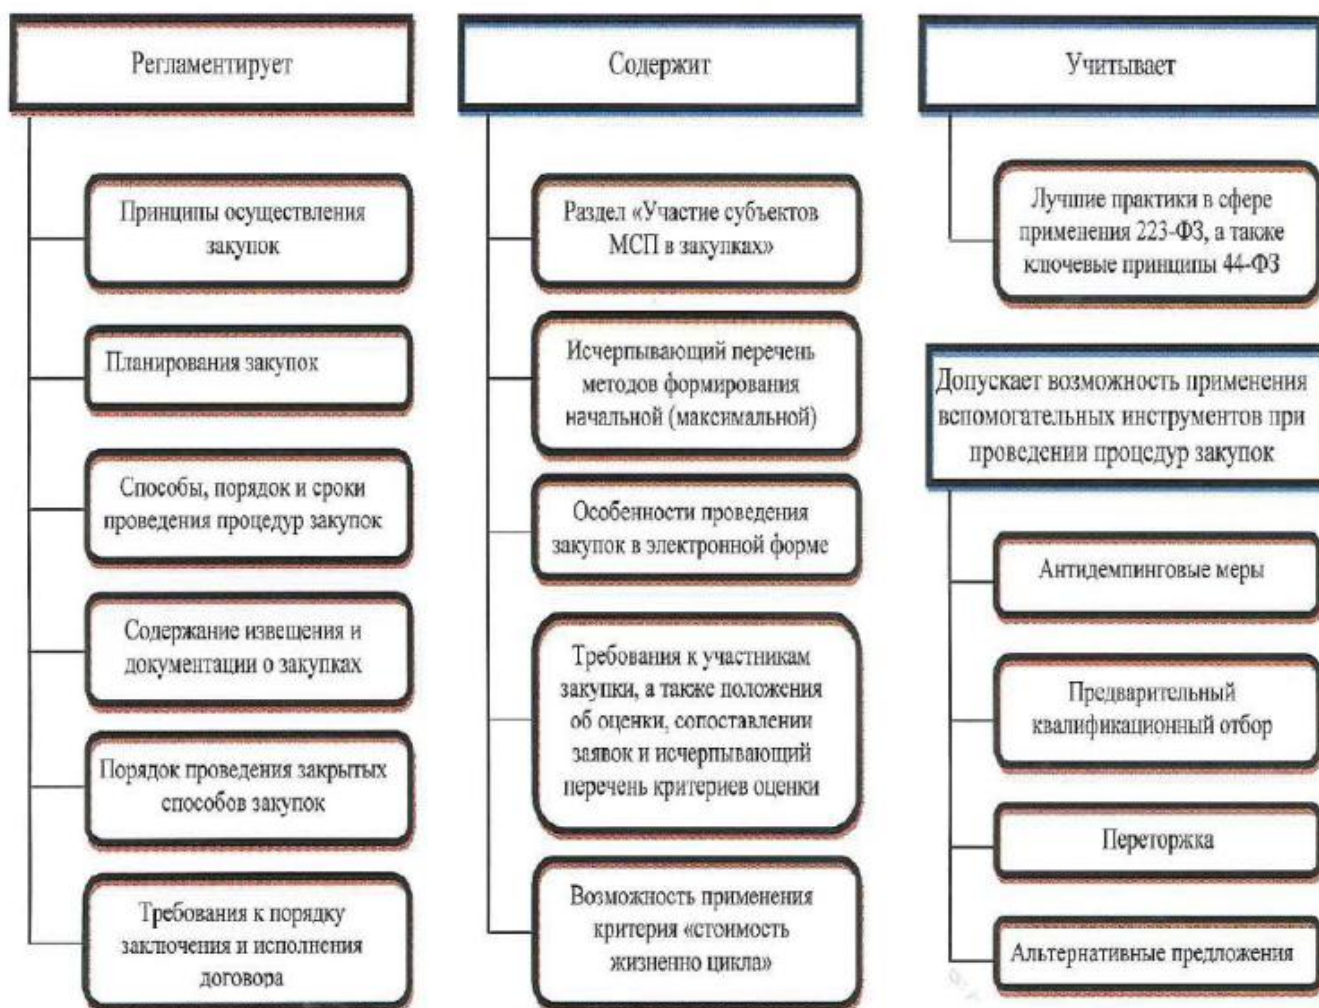 Регламентирует
Принципы осуществления
закупок
Планирования закупок
Способы, порядок и сроки
проведения процедур закупок
Содержание извещения и
документации о закупках
Порядок проведения закрытых
способов закупок
Требования к порядку
заключения и исполнения
договора
Содержит
Раздел «Участие субъектов
МСП в закупках»
Исчерпывающий перечень
методов формирования
начальной (максимальной)
Особенности проведения
закупок в электронной форме
Требования к участникам
закупки, а также положения
об оценки, сопоставлении
заявок и исчерпывающий
перечень критериев оценки
Возможность применения
критерия «стоимость
жизненно цикла»
Учитывает
Лучшие практики в сфере
применения 223-ФЗ, а также
ключевые принципы 44-ФЗ
Допускает возможность применения
вспомогательных инструментов при
проведении процедур закупок
Антидемпинговые меры
Предварительный
квалификационный отбор
Переторжка
Альтернативные предложения